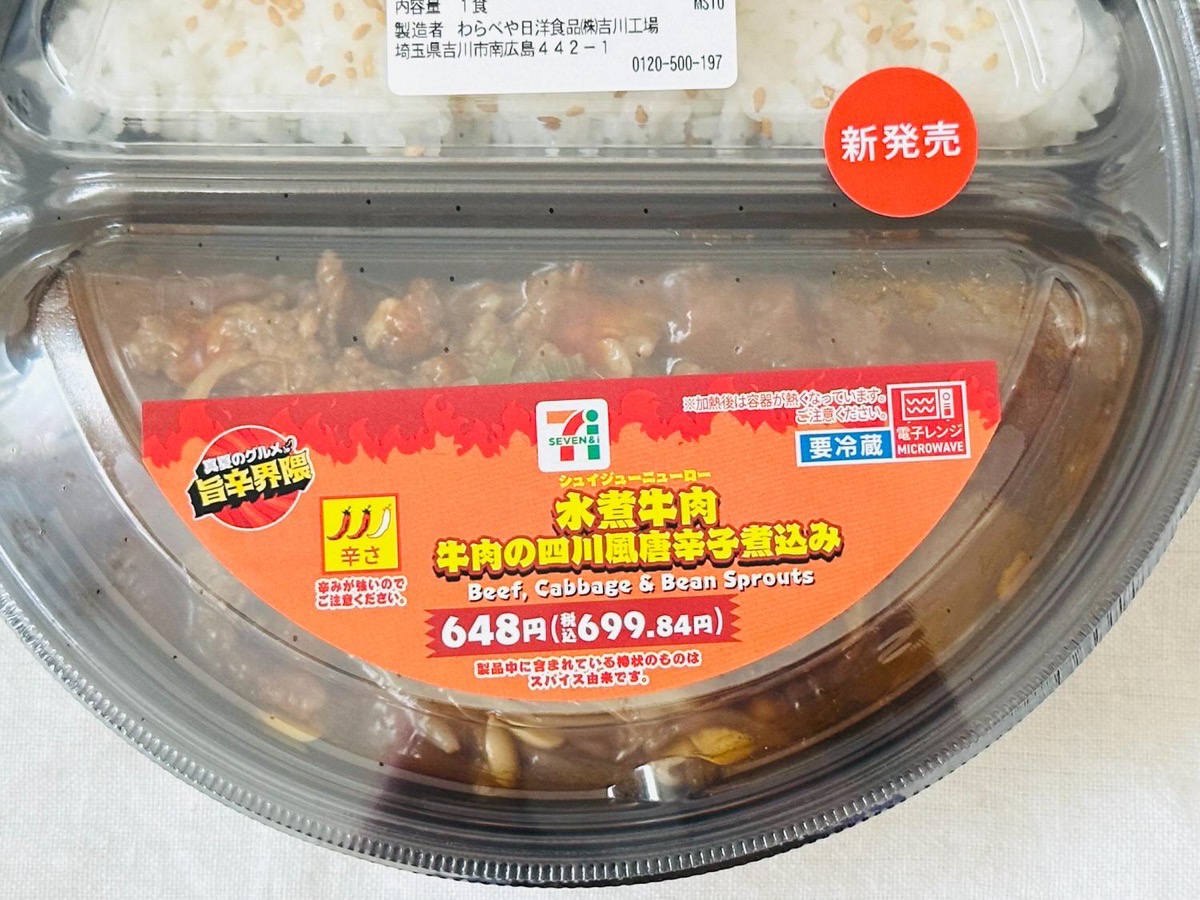 内容量 1食
MSTO
製造者 わらべや日洋食品㈱吉川工場
埼玉県吉川市南広島442-1
0120-500-197
新発売
※加熱後は容器が熱くなっています。
ご注意ください。
要冷蔵
電子レンジ
MICROWAVE
SEVEN&i
真夏のグルメ
旨辛界隈
辛さ
辛みが強いので
ご注意ください。
シュイジューニューロー
水煮牛肉
牛肉の四川風唐辛子煮込み
Beef, Cabbage & Bean Sprouts
648円(税込699.84円)
製品中に含まれている棒状のものは
スパイス由来です。